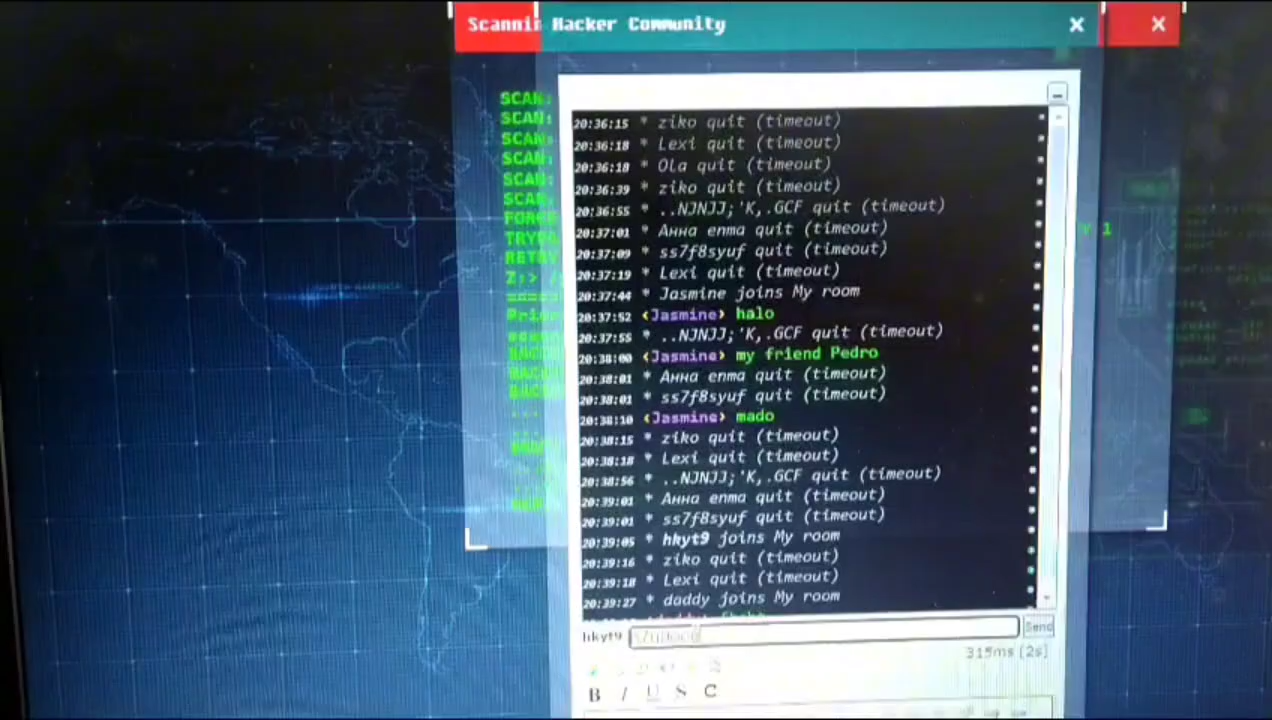 Scannin
Hacker Community
SCAN:
SCAN:
SCAN:
SCAN:
SCAN:
SCAN:
20:36:15 * ziko quit (timeout)
20:36:18 * Lexi quit (timeout)
20:36:18 * Ola quit (timeout)
20:36:39 * ziko quit (timeout)
20:36:55 * ..NJNJJ;'K,.GCF quit (timeout)
20:37:01 * Анна епта quit (timeout)
20:37:09 * ss7f8syuf quit (timeout)
20:37:19 * Lexi quit (timeout)
20:37:44 * Jasmine joins My room
20:37:52 ‹Jasmine› halo
20:37:55 * ..NJNJJ;'K,.GCF quit (timeout)
20:38:00 ‹Jasmine› my friend Pedro
20:38:01 * Анна епта quit (timeout)
20:38:01 * ss7f8syuf quit (timeout)
20:38:10 ‹Jasmine› mado
20:38:15 * ziko quit (timeout)
20:38:18 * Lexi quit (timeout)
20:38:56 * ..NJNJJ;'K,.GCF quit (timeout)
20:39:01 * Анна епта quit (timeout)
20:39:01 * ss7f8syuf quit (timeout)
20:39:05 * hkyt9 joins My room
20:39:16 * ziko quit (timeout)
20:39:18 * Lexi quit (timeout)
20:39:27 * daddy joins My room
hkyt9
Send
315ms [2s]
B I U S C